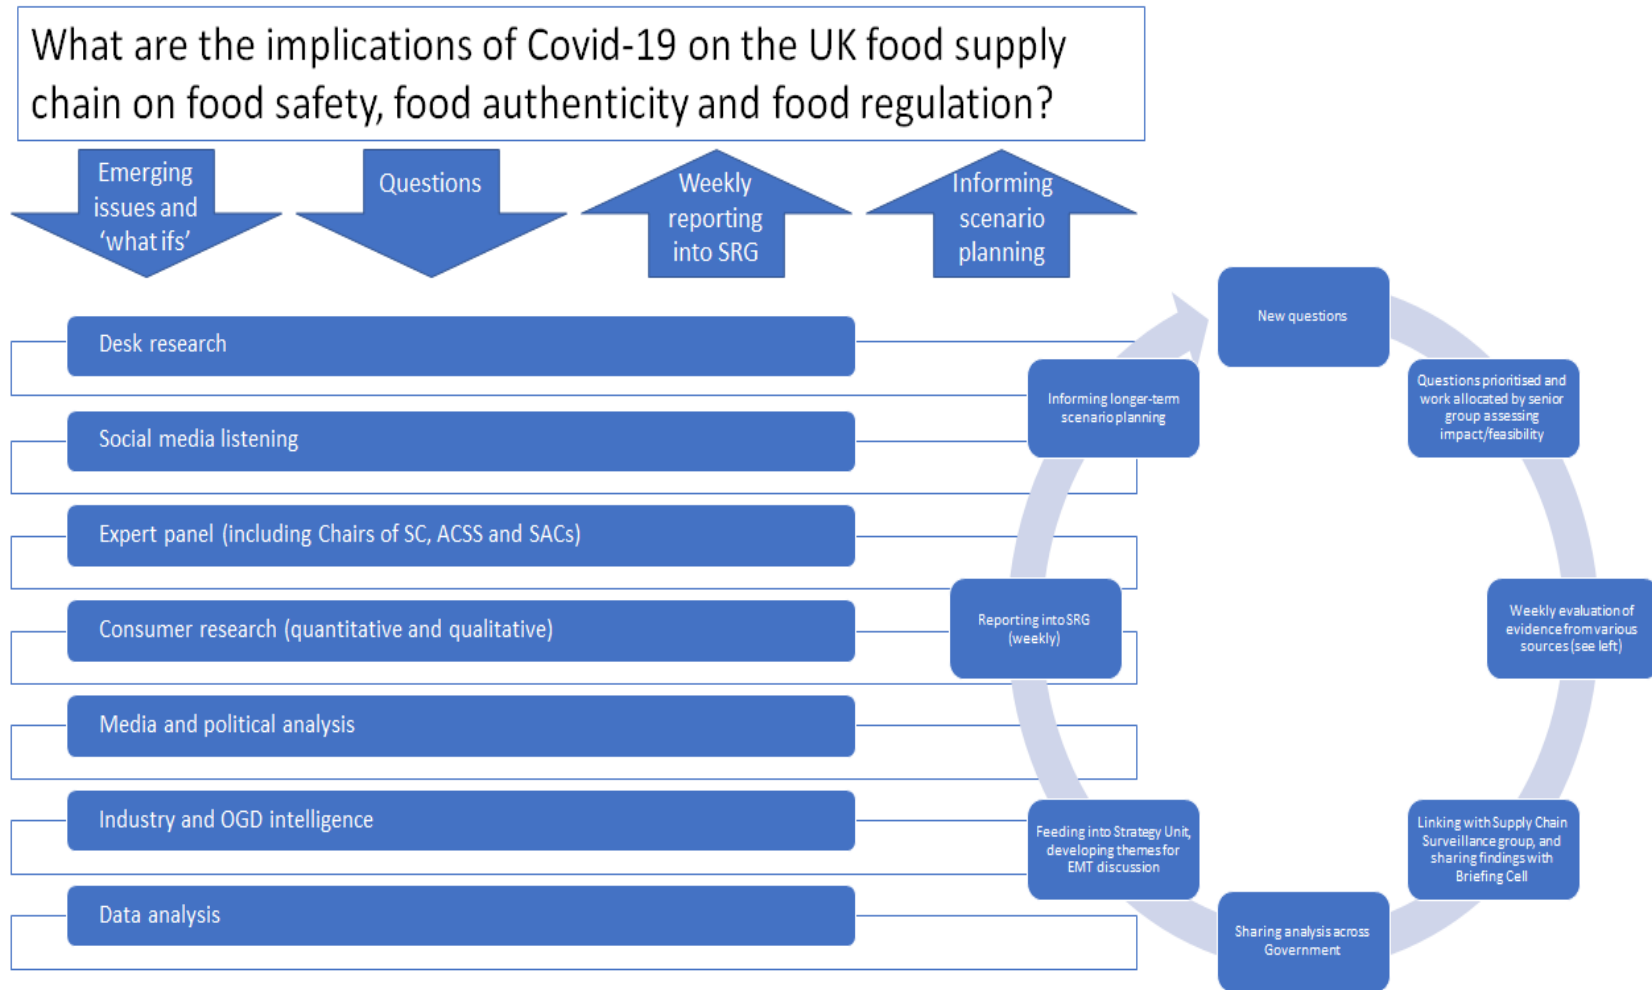 What are the implications of Covid-19 on the UK food supply
chain on food safety, food authenticity and food regulation?
Emerging
issues and
‘what ifs’
Questions
Weekly
reporting
into SRG
Informing
scenario
planning
Desk research
Social media listening
Expert panel (including Chairs of SC, ACSS and SACs)
Consumer research (quantitative and qualitative)
Media and political analysis
Industry and OGD intelligence
Data analysis
New questions
Questions prioritised and
work allocated by senior
group assessing
impact/feasibility
Weekly evaluation of
evidence from various
sources (see left)
Linking with Supply Chain
Surveillance group, and
sharing findings with
Briefing Cell
Sharing analysis across
Government
Feeding into Strategy Unit,
developing themes for
EMT discussion
Reporting into SRG
(weekly)
Informing longer-term
scenario planning